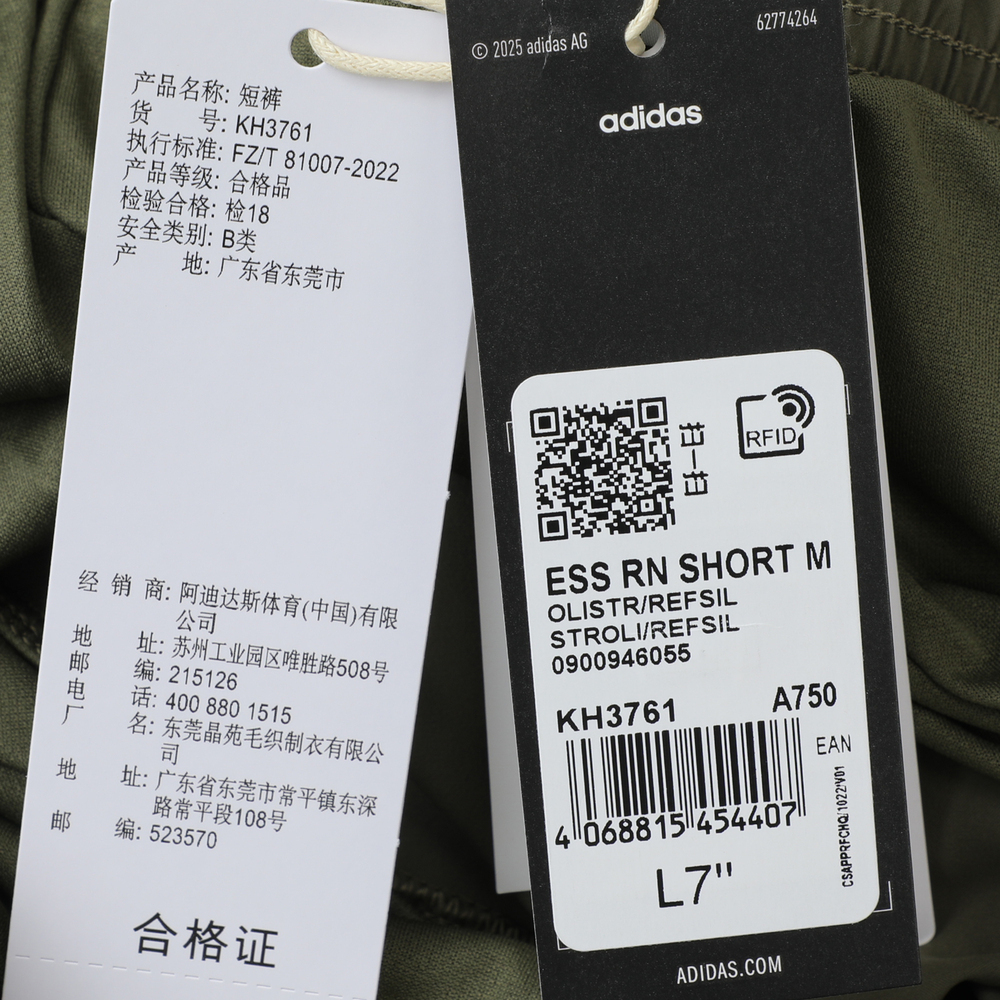 产品名称: 短裤
货 号: KH3761
执行标准: FZ/T 81007-2022
产品等级: 合格品
检验合格: 检18
安全类别: B类
产 地: 广东省东莞市
经 销 商: 阿迪达斯体育(中国)有限
公司
地 址: 苏州工业园区唯胜路508号
邮 编: 215126
电 话: 400 880 1515
厂 名: 东莞晶苑毛织制衣有限公
司
地 址: 广东省东莞市常平镇东深
路常平段108号
邮 编: 523570
合格证
© 2025 adidas AG
62774264
adidas
RFID
ESS RN SHORT M
OLISTR/REFSIL
STROLI/REFSIL
0900946055
KH3761 A750
EAN
4 068815 454407
L7"
ADIDAS.COM